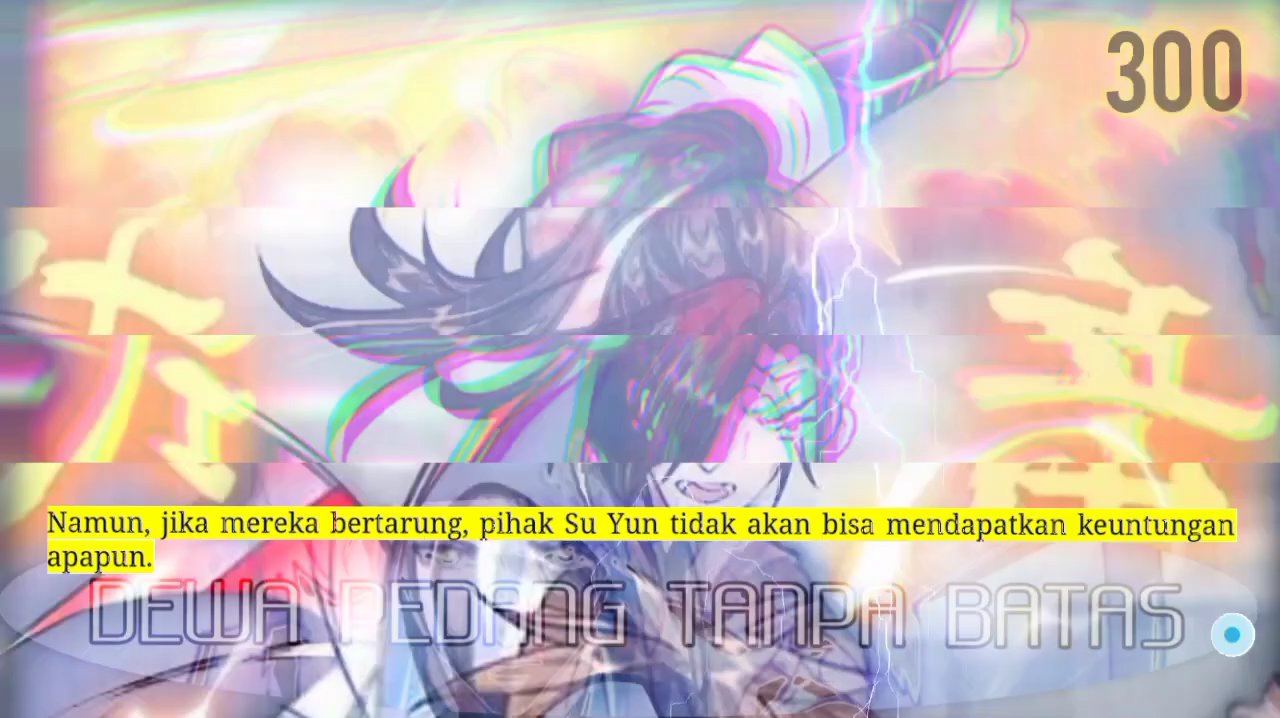 300
Namun, jika mereka bertarung, pihak Su Yun tidak akan bisa mendapatkan keuntungan
apapun.
DEWA PEDANG TANPA BATAS